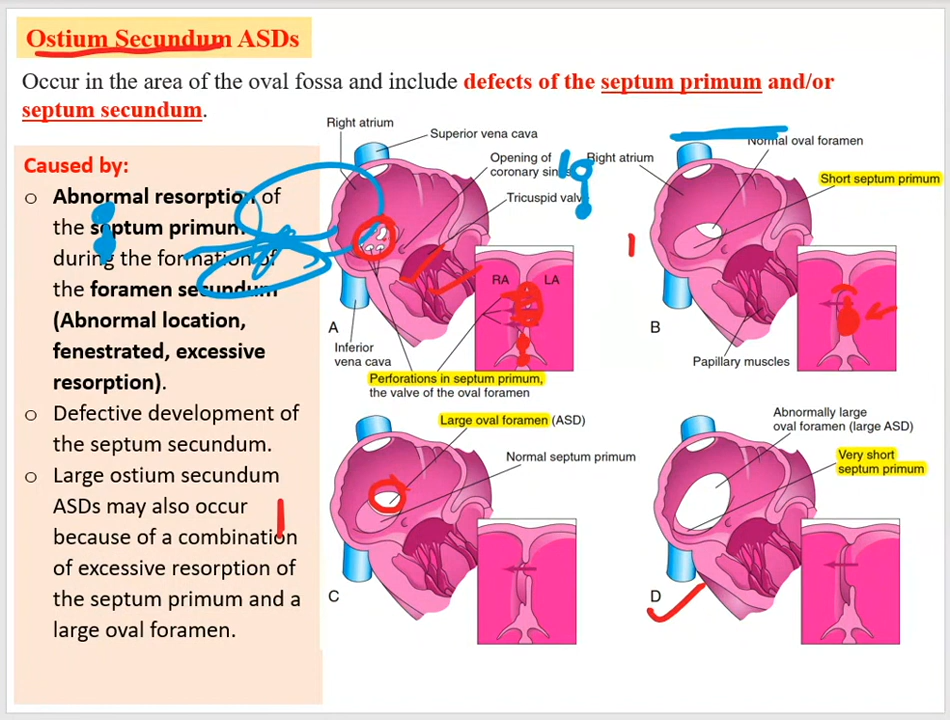 Ostium Secundum ASDs
Occur in the area of the oval fossa and include defects of the septum primum and/or
septum secundum.
Caused by:
o Abnormal resorption of
the septum primum
during the formation of
the foramen secundum
(Abnormal location,
fenestrated, excessive
resorption).
o Defective development of
the septum secundum.
o Large ostium secundum
ASDs may also occur
because of a combination
of excessive resorption of
the septum primum and a
large oval foramen.
Right atrium
Superior vena cava
Opening of
coronary sinus
Tricuspid valve
RA LA
A
Inferior
vena cava
Perforations in septum primum,
the valve of the oval foramen
Right atrium
Normal oval foramen
Short septum primum
B
Papillary muscles
Large oval foramen (ASD)
Normal septum primum
C
Abnormally large
oval foramen (large ASD)
Very short
septum primum
D